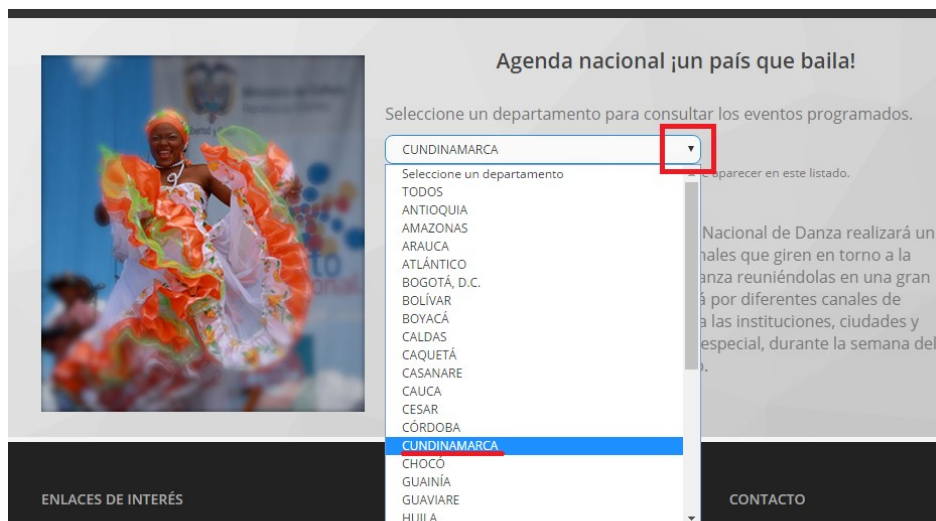 Agenda nacional ¡un país que baila!
Seleccione un departamento para consultar los eventos programados.
CUNDINAMARCA
Seleccione un departamento
TODOS
ANTIOQUIA
AMAZONAS
ARAUCA
ATLÁNTICO
BOGOTÁ, D.C.
BOLÍVAR
BOYACÁ
CALDAS
CAQUETÁ
CASANARE
CAUCA
CESAR
CÓRDOBA
CUNDINAMARCA
CHOCÓ
GUAINÍA
GUAVIARE
HUILA
aparecer en este listado.
Nacional de Danza realizará un
nales que giren en torno a la
anza reuniéndolas en una gran
á por diferentes canales de
a las instituciones, ciudades y
especial, durante la semana del
ENLACES DE INTERÉS
CONTACTO